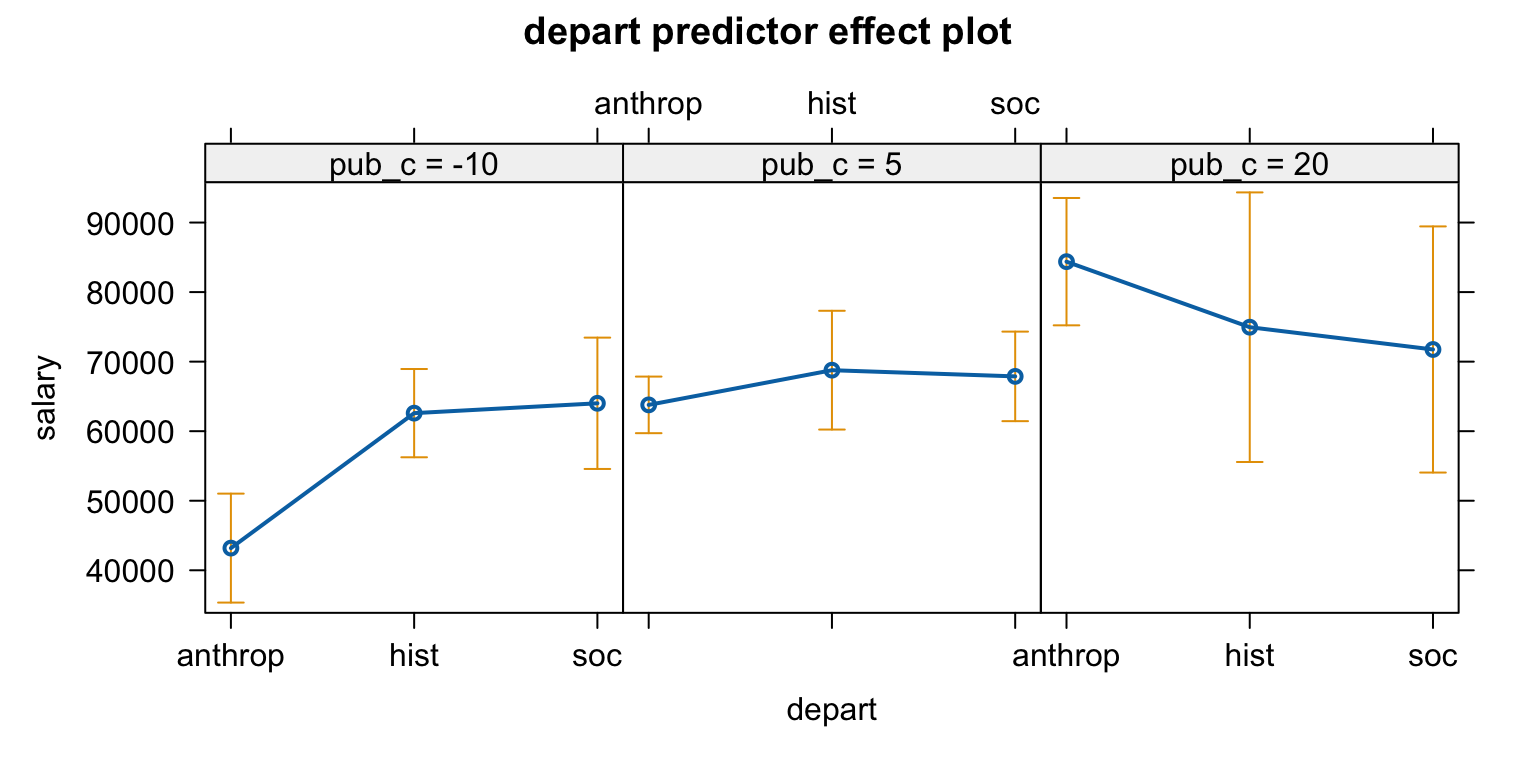 depart predictor effect plot
anthrop hist soc
pub_c = -10 pub_c = 5 pub_c = 20
90000
80000
70000
60000
50000
40000
salary
anthrop hist soc anthrop hist soc
depart